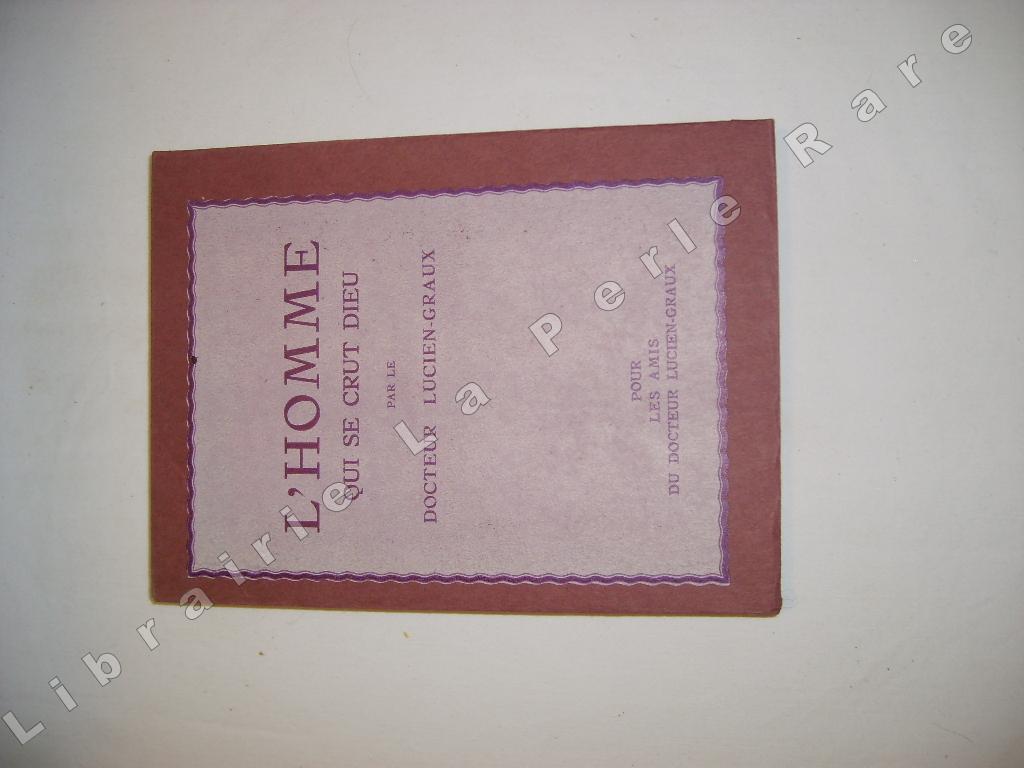 L'HOMME
QUI SE CRUT DIEU
PAR LE
DOCTEUR LUCIEN-GRAUX
POUR
LES AMIS
DU DOCTEUR LUCIEN-GRAUX
Librairie La Perle Rare